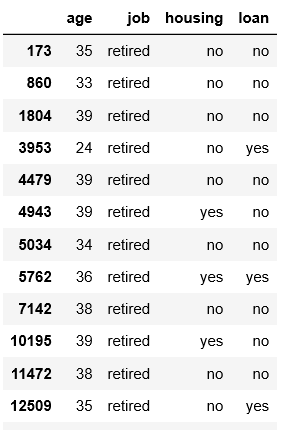 age job housing loan
173 35 retired no no
860 33 retired no no
1804 39 retired no no
3953 24 retired no yes
4479 39 retired no no
4943 39 retired yes no
5034 34 retired no no
5762 36 retired yes yes
7142 38 retired no no
10195 39 retired yes no
11472 38 retired no no
12509 35 retired no yes